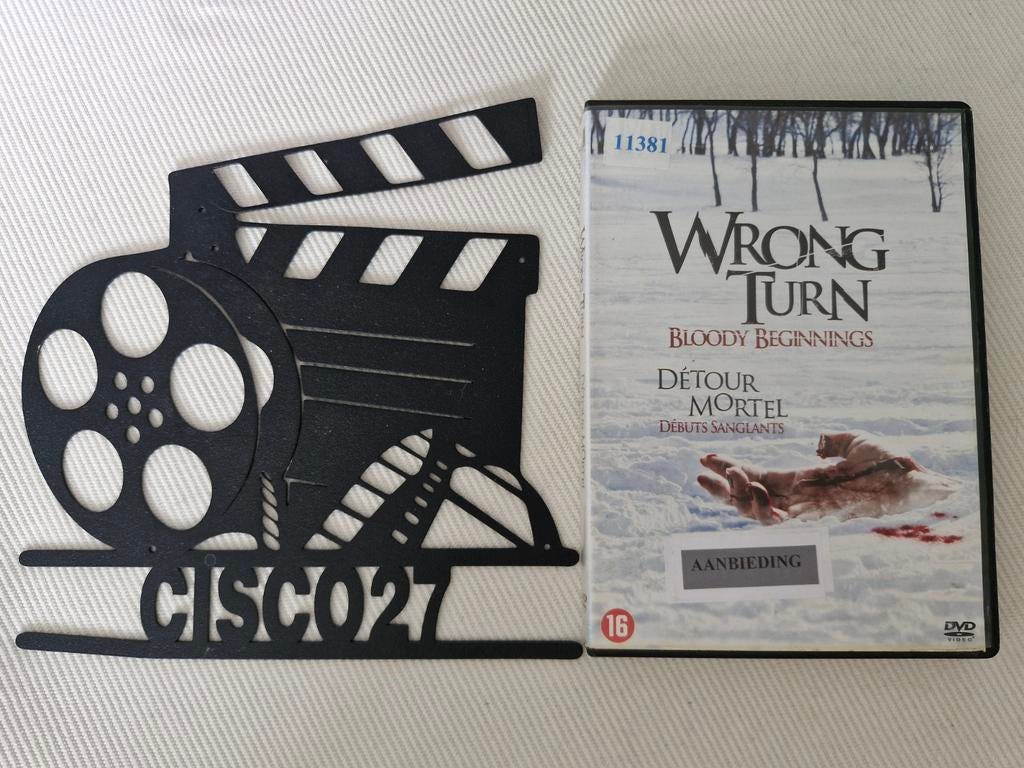 CISCO27
11381
WRONG
TURN
BLOODY BEGINNINGS
DÉTOUR
MORTEL
DÉBUTS SANGLANTS
AANBIEDING
16
DVD
VIDEO